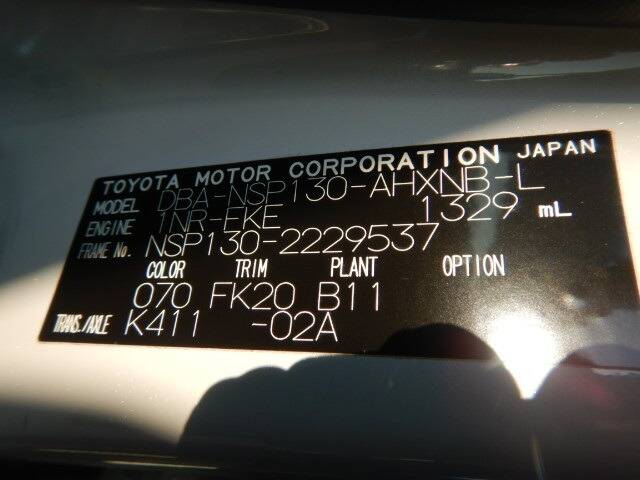 TOYOTA MOTOR CORPORATION JAPAN
MODEL DBA-NSP130-AHXNB-L
ENGINE 1NR-FKE 1329 mL
FRAME No. NSP130-2229537
COLOR TRIM PLANT OPTION
070 FK20 B11
TRANS./AXLE K411 -02A